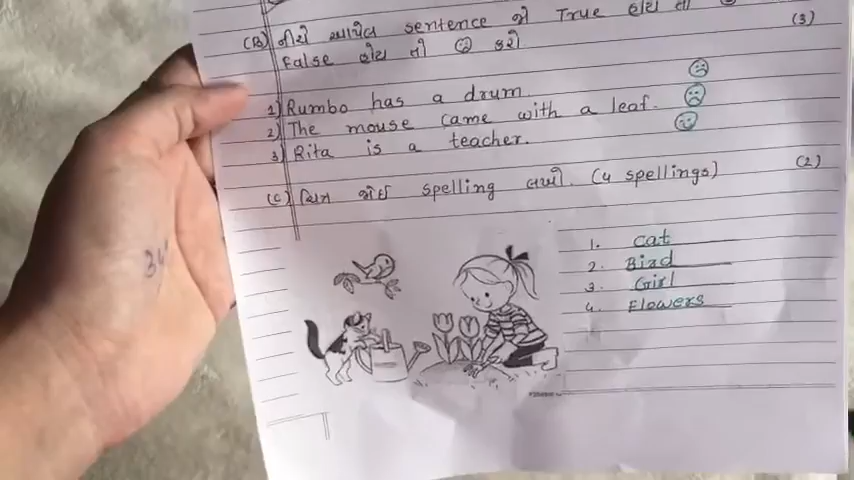 (B) નીચે આપેલ sentence જો True હોય તો
(3)
False હોય તો ☹ કરો
1) Rumbo has a drum. ☹
2) The mouse came with a leaf. ☹
3) Rita is a teacher. ☺
(C) ચિત્ર જોઈ spelling લખો. (4 spellings) (2)
1. Cat
2. Bird
3. Girl
4. Flowers